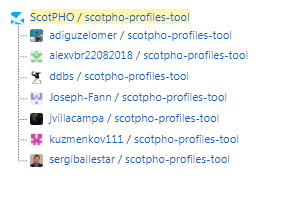 ScotPHO / scotpho-profiles-tool
adiguzelomer / scotpho-profiles-tool
alexvbr22082018 / scotpho-profiles-tool
ddbs / scotpho-profiles-tool
Joseph-Fann / scotpho-profiles-tool
jvillacampa / scotpho-profiles-tool
kuzmenkov111 / scotpho-profiles-tool
sergiballestar / scotpho-profiles-tool